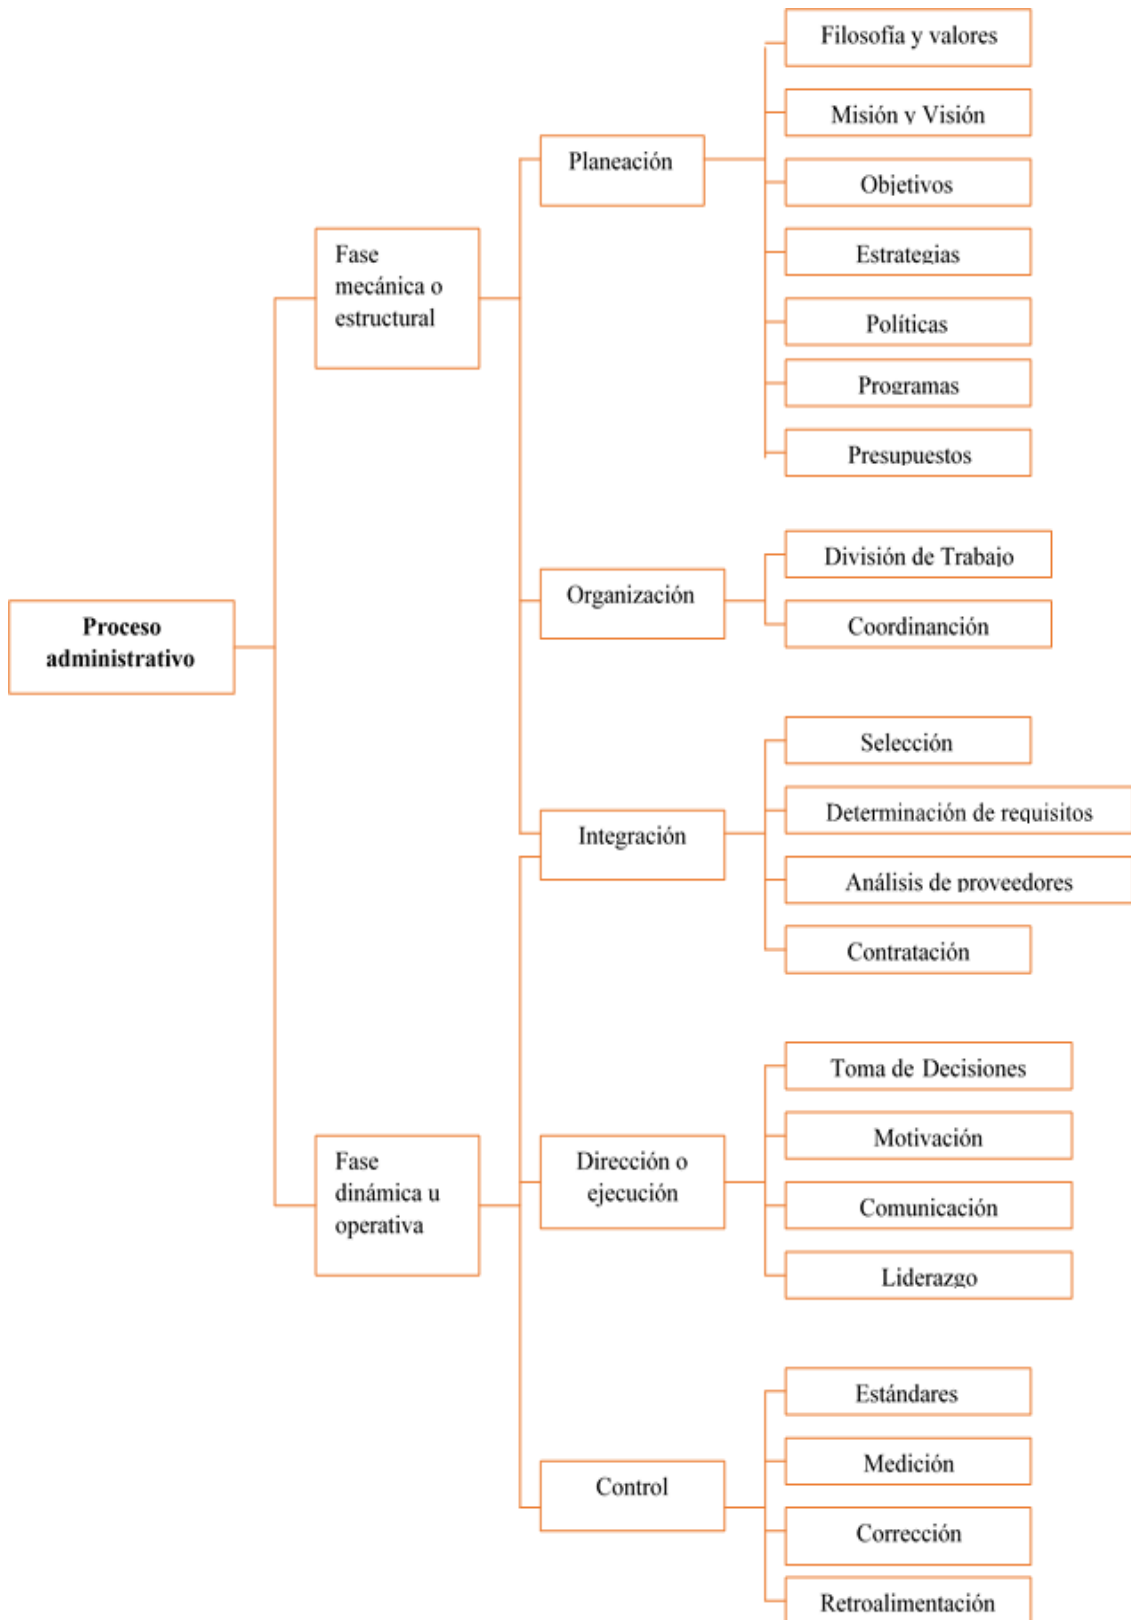 Filosofía y valores
Misión y Visión
Planeación
Objetivos
Estrategias
Fase
mecánica o
estructural
Políticas
Programas
Presupuestos
División de Trabajo
Organización
Coordinanción
Proceso
administrativo
Selección
Determinación de requisitos
Integración
Análisis de proveedores
Contratación
Toma de Decisiones
Motivación
Fase
dinámica u
operativa
Dirección o
ejecución
Comunicación
Liderazgo
Estándares
Medición
Control
Corrección
Retroalimentación